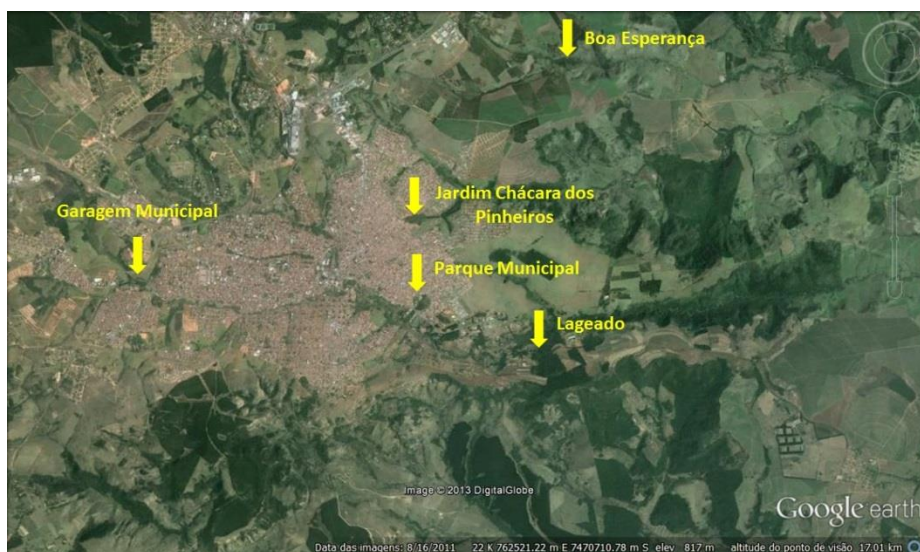 Boa Esperança
Jardim Chácara dos
Pinheiros
Garagem Municipal
Parque Municipal
Lageado
Image © 2013 DigitalGlobe
Google earth
Data das imagens: 8/16/2011 22 K 762521.22 m E 7470710.78 m S elev 817 m altitude do ponto de visão 17.01 km